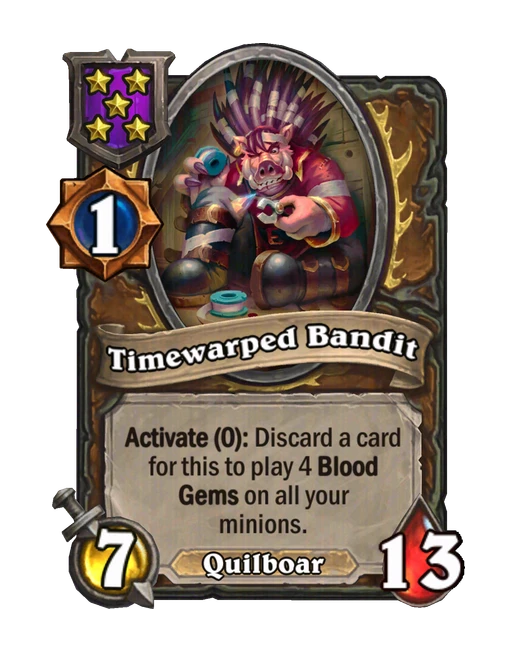 1
Timewarped Bandit
Activate (0): Discard a card
for this to play 4 Blood
Gems on all your
minions.
7
Quilboar
13